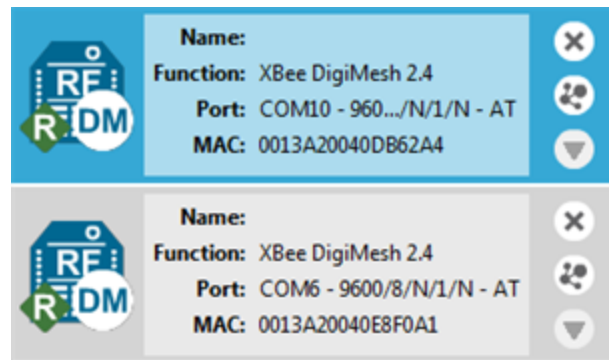 RF
R DM
Name:
Function: XBee DigiMesh 2.4
Port: COM10 - 960.../N/1/N - AT
MAC: 0013A20040DB62A4
RF
R DM
Name:
Function: XBee DigiMesh 2.4
Port: COM6 - 9600/8/N/1/N - AT
MAC: 0013A20040E8F0A1